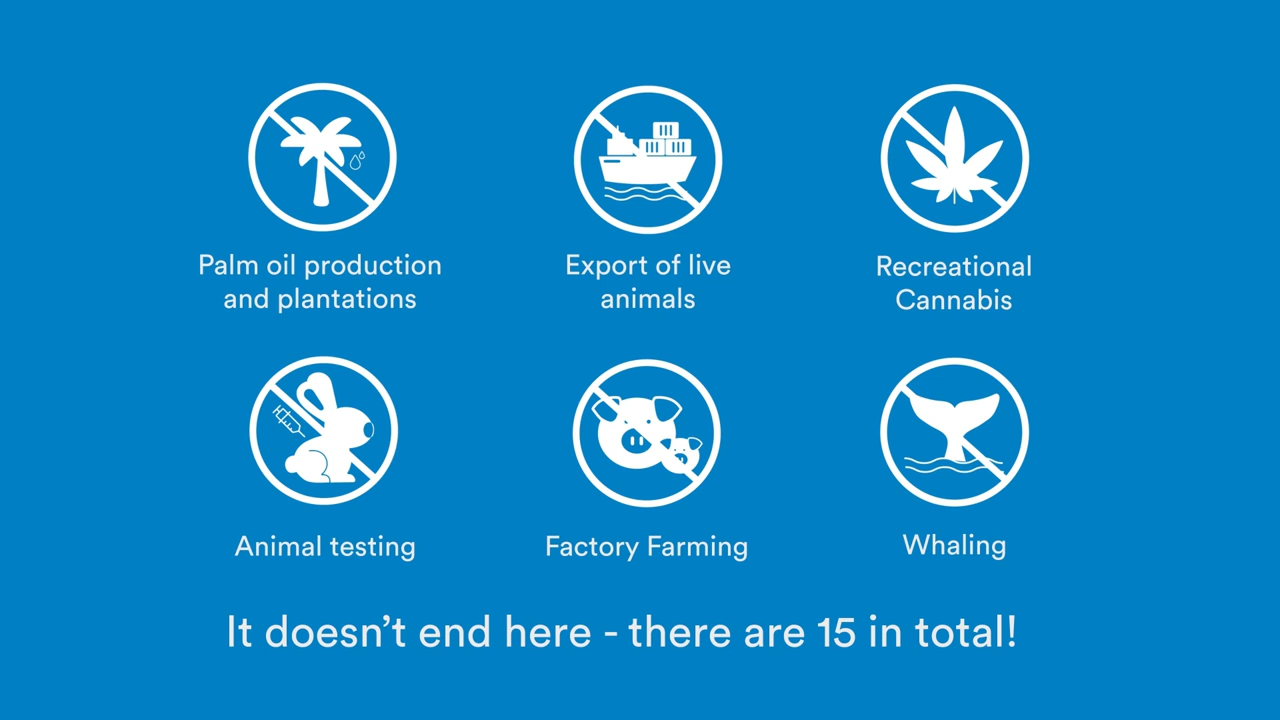 Palm oil production
and plantations
Export of live
animals
Recreational
Cannabis
Animal testing
Factory Farming
Whaling
It doesn’t end here - there are 15 in total!